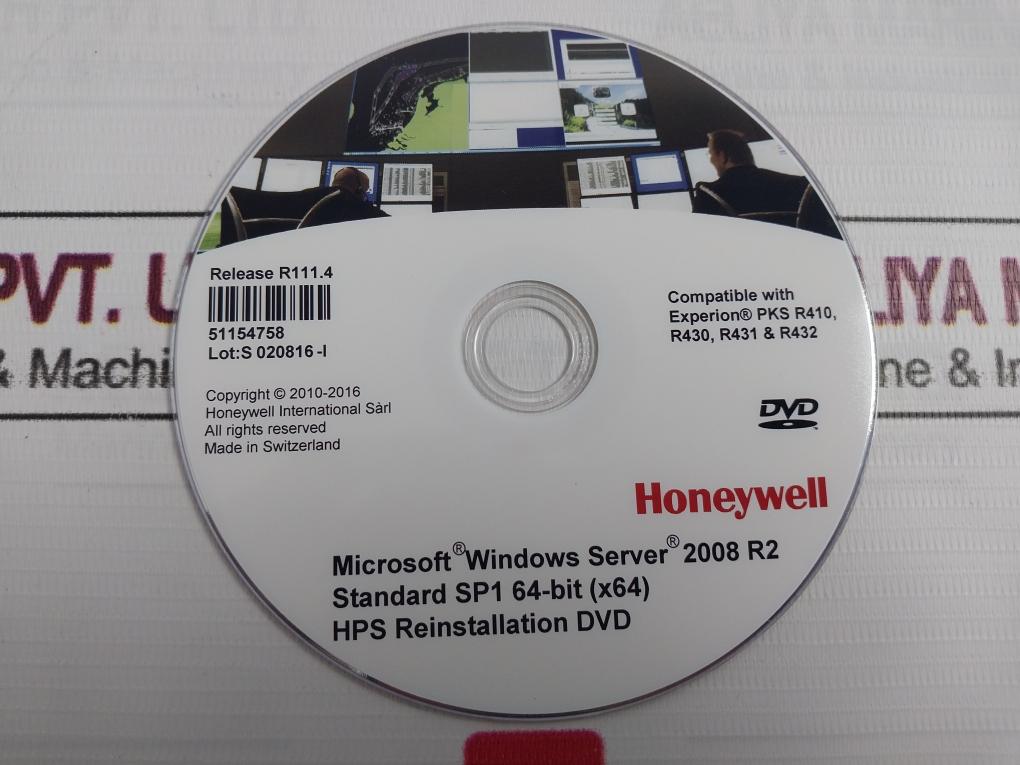 Release R111.4
51154758
Lot:S 020816-I
Compatible with
Experion® PKS R410,
R430, R431 & R432
Copyright © 2010-2016
Honeywell International Sàrl
All rights reserved
Made in Switzerland
DVD
Honeywell
Microsoft® Windows Server® 2008 R2
Standard SP1 64-bit (x64)
HPS Reinstallation DVD
PVT.
& Machi
ne & In